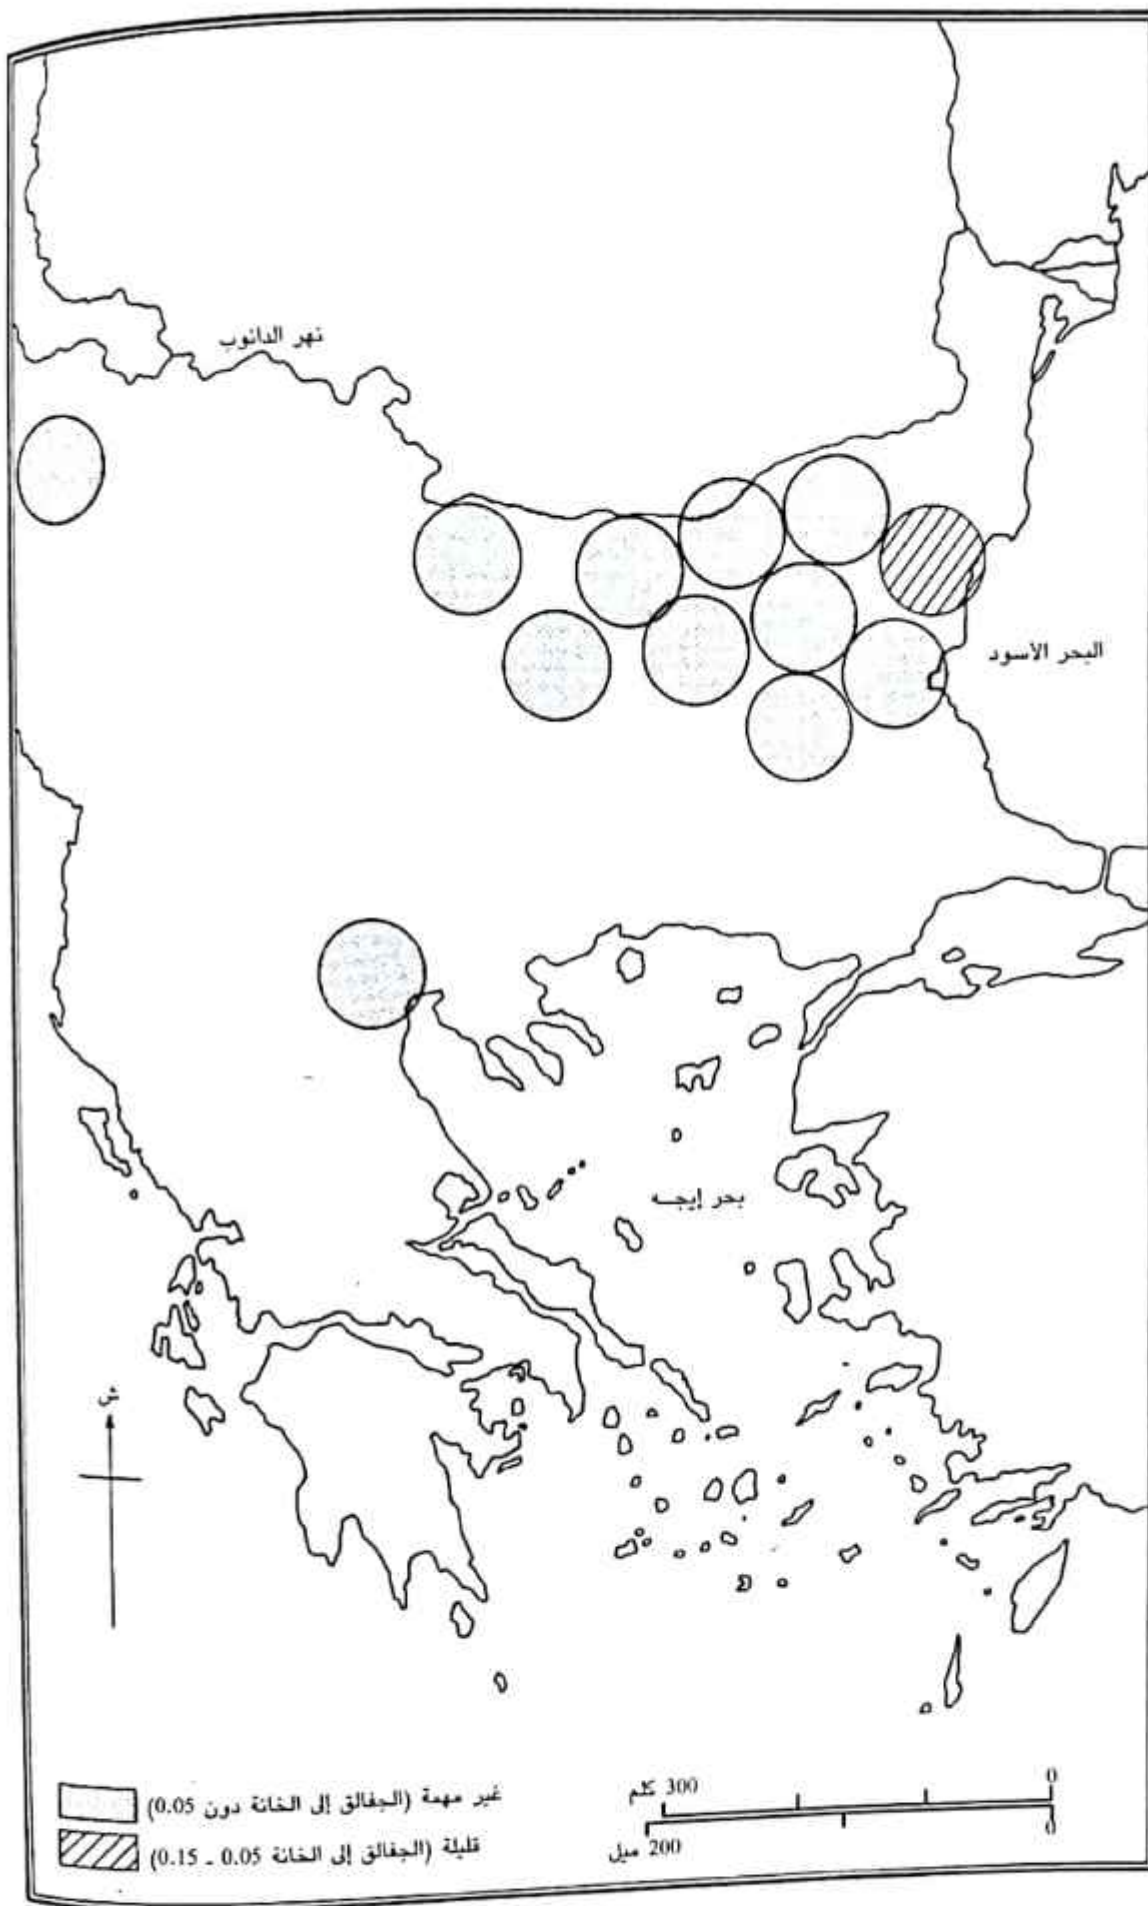 نهر الدانوب
البحر الأسود
بحر إيجه
ش
غير مهمة (الجفالق إلى الخانة دون 0.05)
قليلة (الجفالق إلى الخانة 0.05 ـ 0.15)
300 كلم 0
200 ميل 0